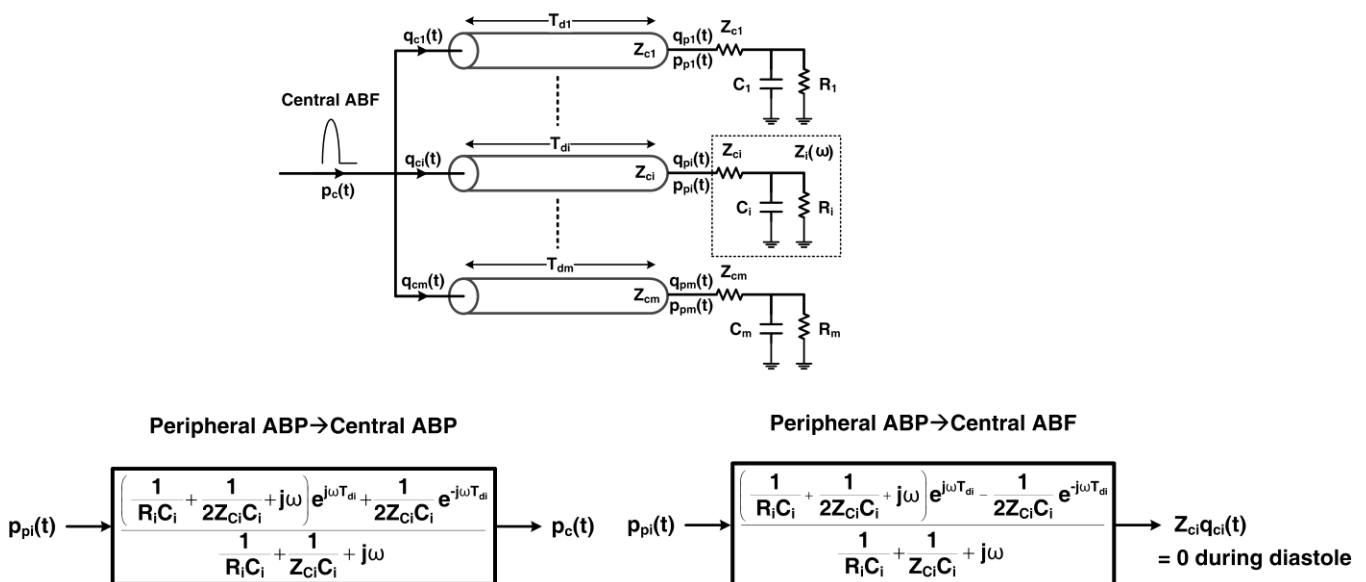 T_d1
q_c1(t)
Z_c1
q_p1(t)
p_p1(t)
Z_c1
C_1
R_1
Central ABF
p_c(t)
T_di
q_ci(t)
Z_ci
q_pi(t)
p_pi(t)
Z_ci
Z_i(ω)
C_i
R_i
T_dm
q_cm(t)
Z_cm
q_pm(t)
p_pm(t)
Z_cm
C_m
R_m
Peripheral ABP→Central ABP
p_pi(t)
(1/(R_iC_i) + 1/(2Z_CiC_i) + jω) e^{jωT_di} + 1/(2Z_CiC_i) e^{-jωT_di}
1/(R_iC_i) + 1/(Z_CiC_i) + jω
p_c(t)
Peripheral ABP→Central ABF
p_pi(t)
(1/(R_iC_i) + 1/(2Z_CiC_i) + jω) e^{jωT_di} - 1/(2Z_CiC_i) e^{-jωT_di}
1/(R_iC_i) + 1/(Z_CiC_i) + jω
Z_ciq_ci(t)
= 0 during diastole